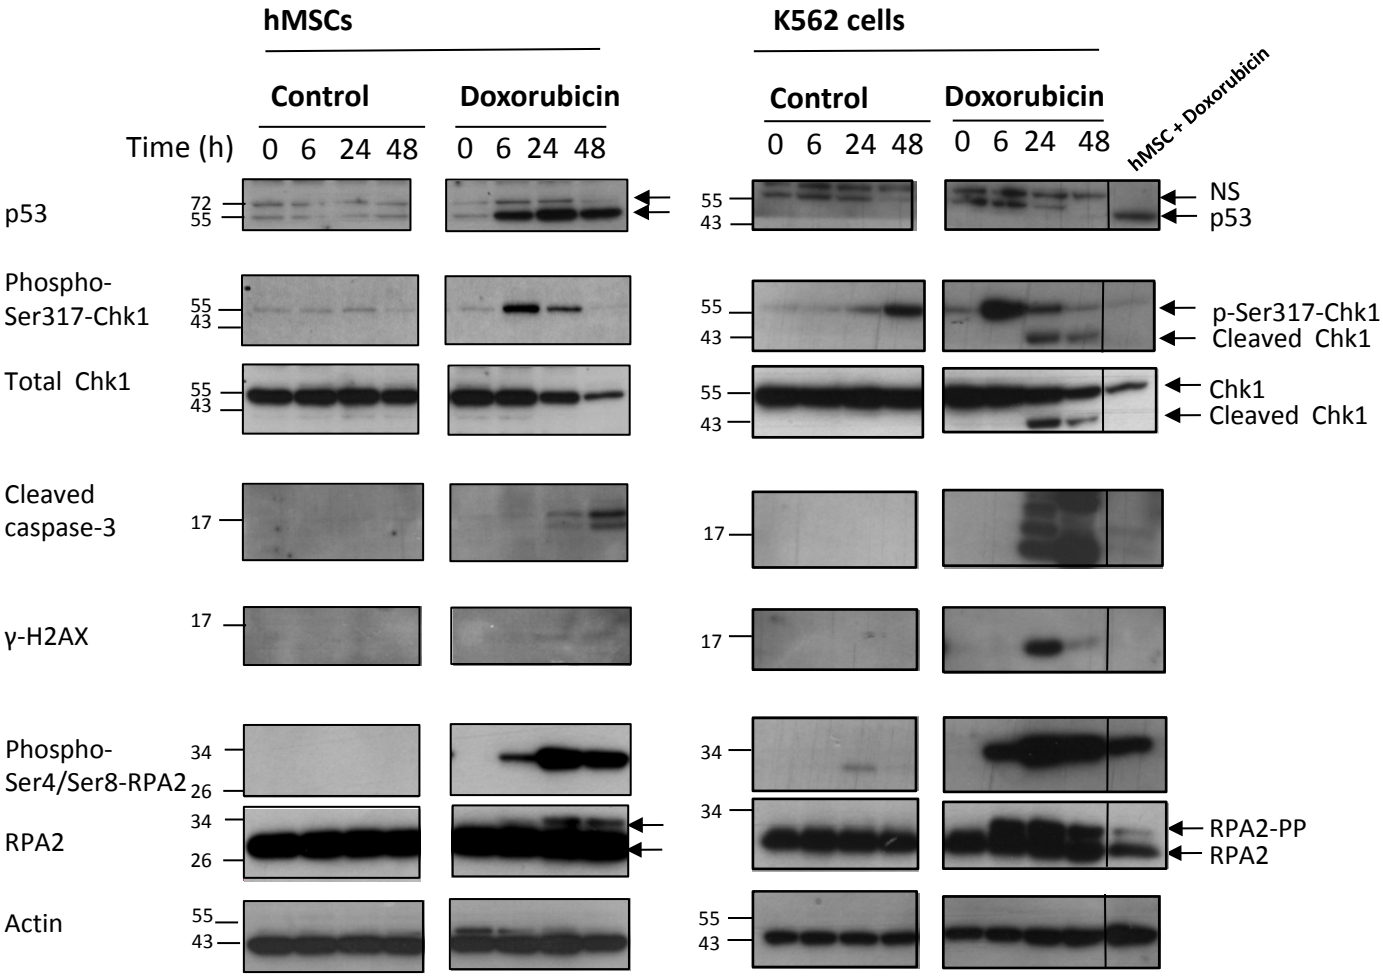 hMSCs K562 cells
Control Doxorubicin Control Doxorubicin hMSC + Doxorubicin
Time (h) 0 6 24 48 0 6 24 48 0 6 24 48 0 6 24 48
p53 72 55 55 43 NS p53
Phospho-
Ser317-Chk1 55 43 55 43 p-Ser317-Chk1
Cleaved Chk1
Total Chk1 55 43 55 43 Chk1
Cleaved Chk1
Cleaved
caspase-3 17 17
γ-H2AX 17 17
Phospho-
Ser4/Ser8-RPA2 34 26 34
RPA2 34 26 34 RPA2-PP
RPA2
Actin 55 43 55 43